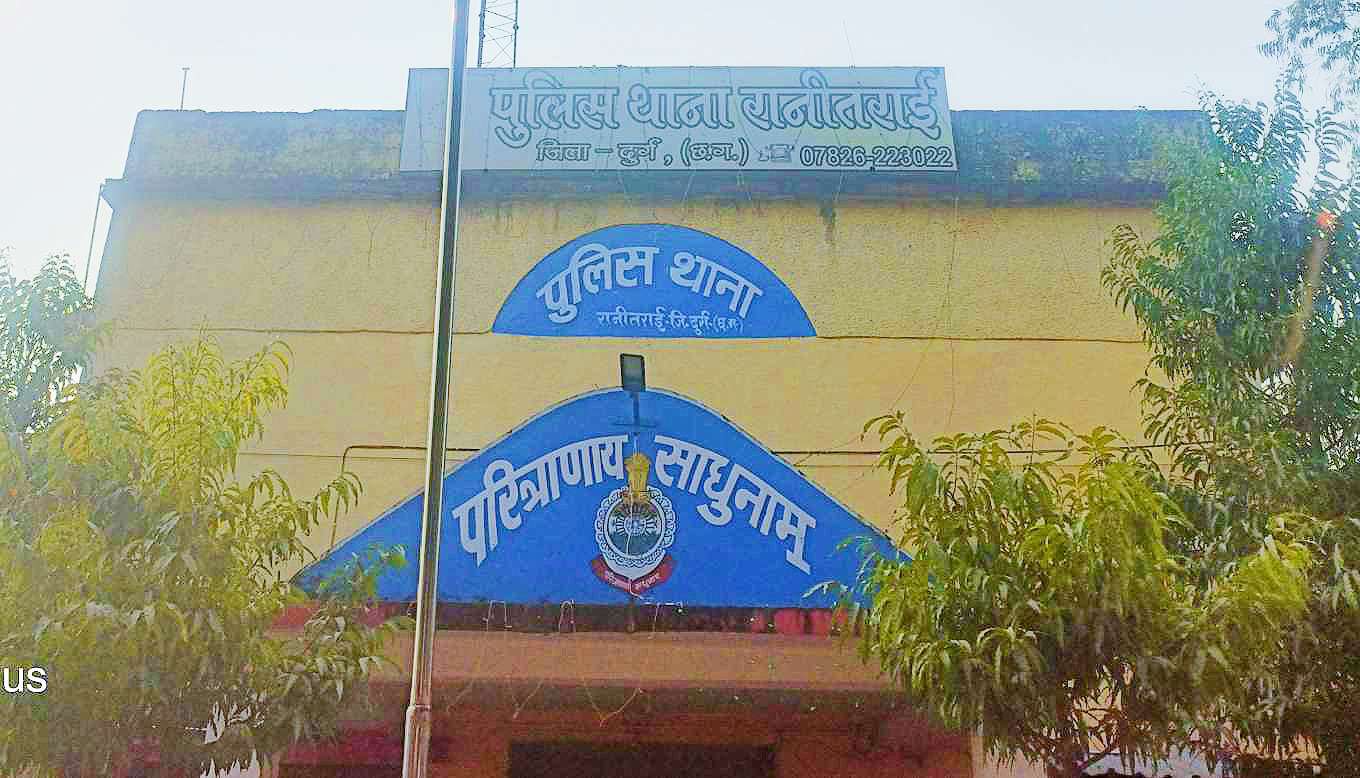 पुलिस थाना रानीतराई
जिला - दुर्ग, (छ.ग.) ☎ 07826-223022
पुलिस थाना
रानीतराई-जि.दुर्ग-(छ.ग.)
परित्राणाय साधुनाम्
us